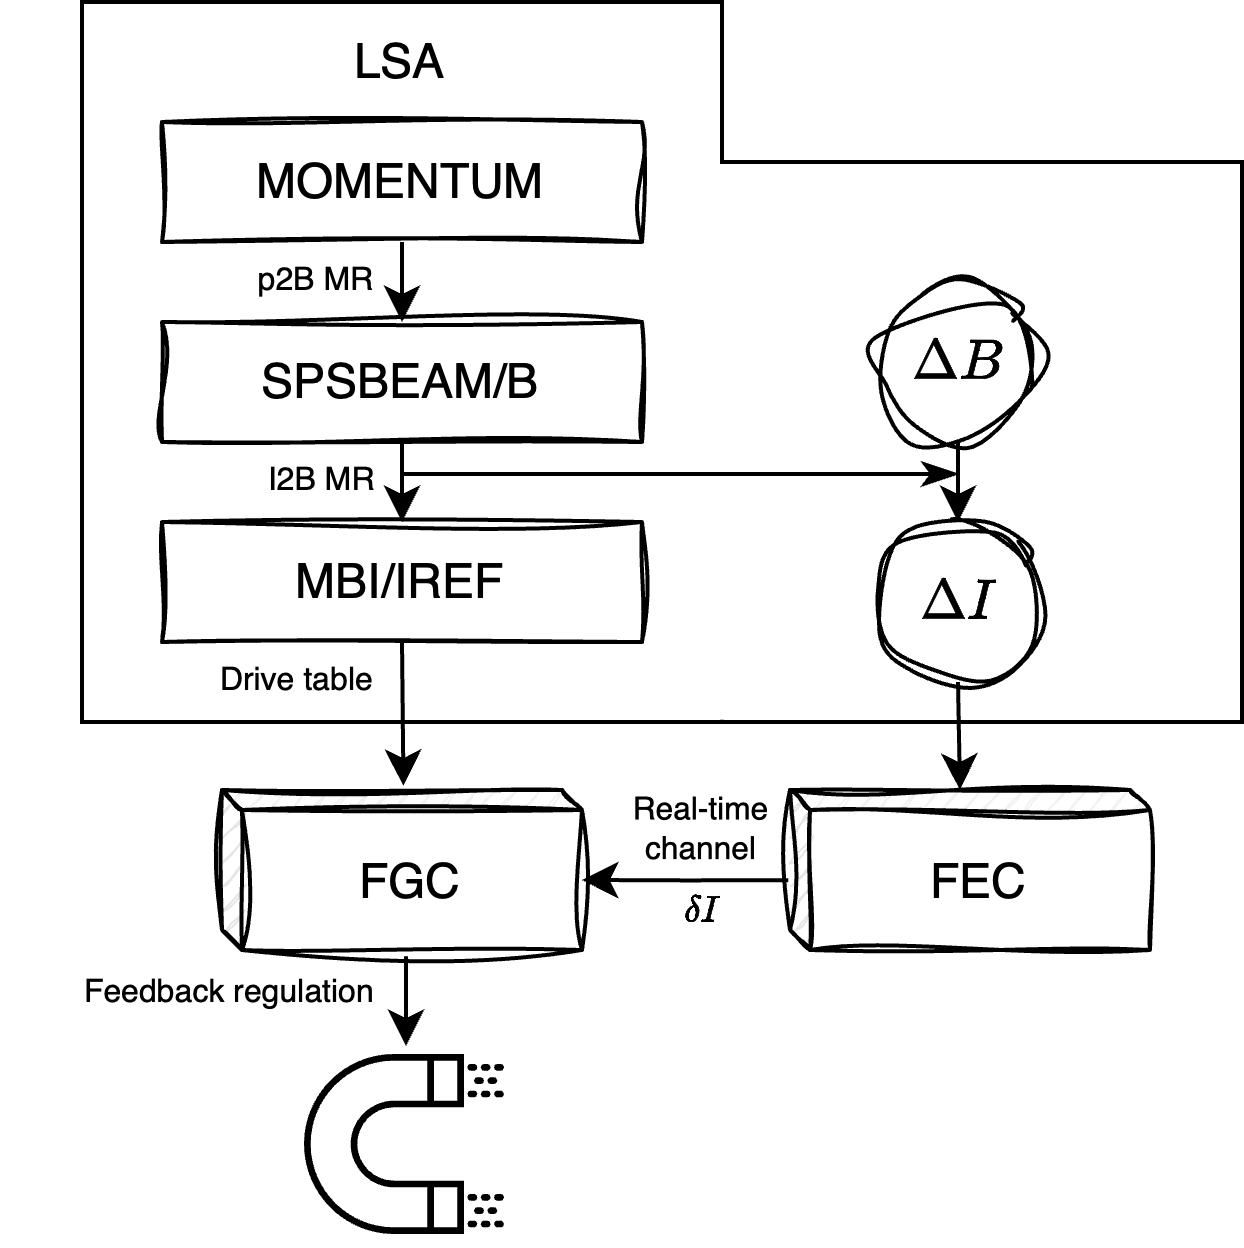 LSA
MOMENTUM
p2B MR
SPSBEAM/B
ΔB
I2B MR
MBI/IREF
ΔI
Drive table
Real-time
channel
FGC
FEC
δI
Feedback regulation